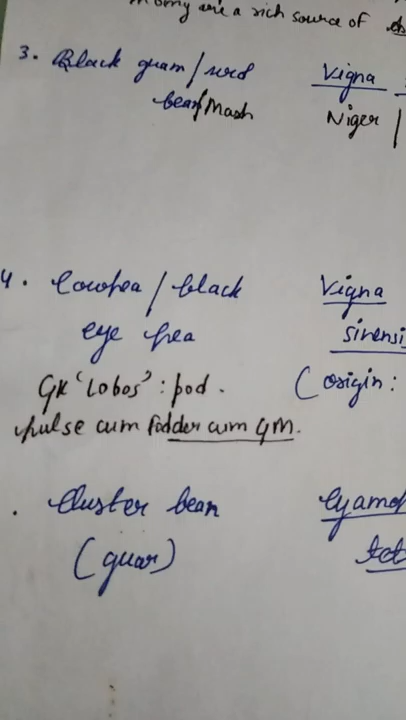 are a rich source of
3. Black gram / urd Vigna
bean/Mash Niger |
4. Cowpea / black Vigna
eye pea sinensi
GK 'Lobos' : pod. (origin :
pulse cum fodder cum GM.
. Cluster bean Cyamo
(guar) tet